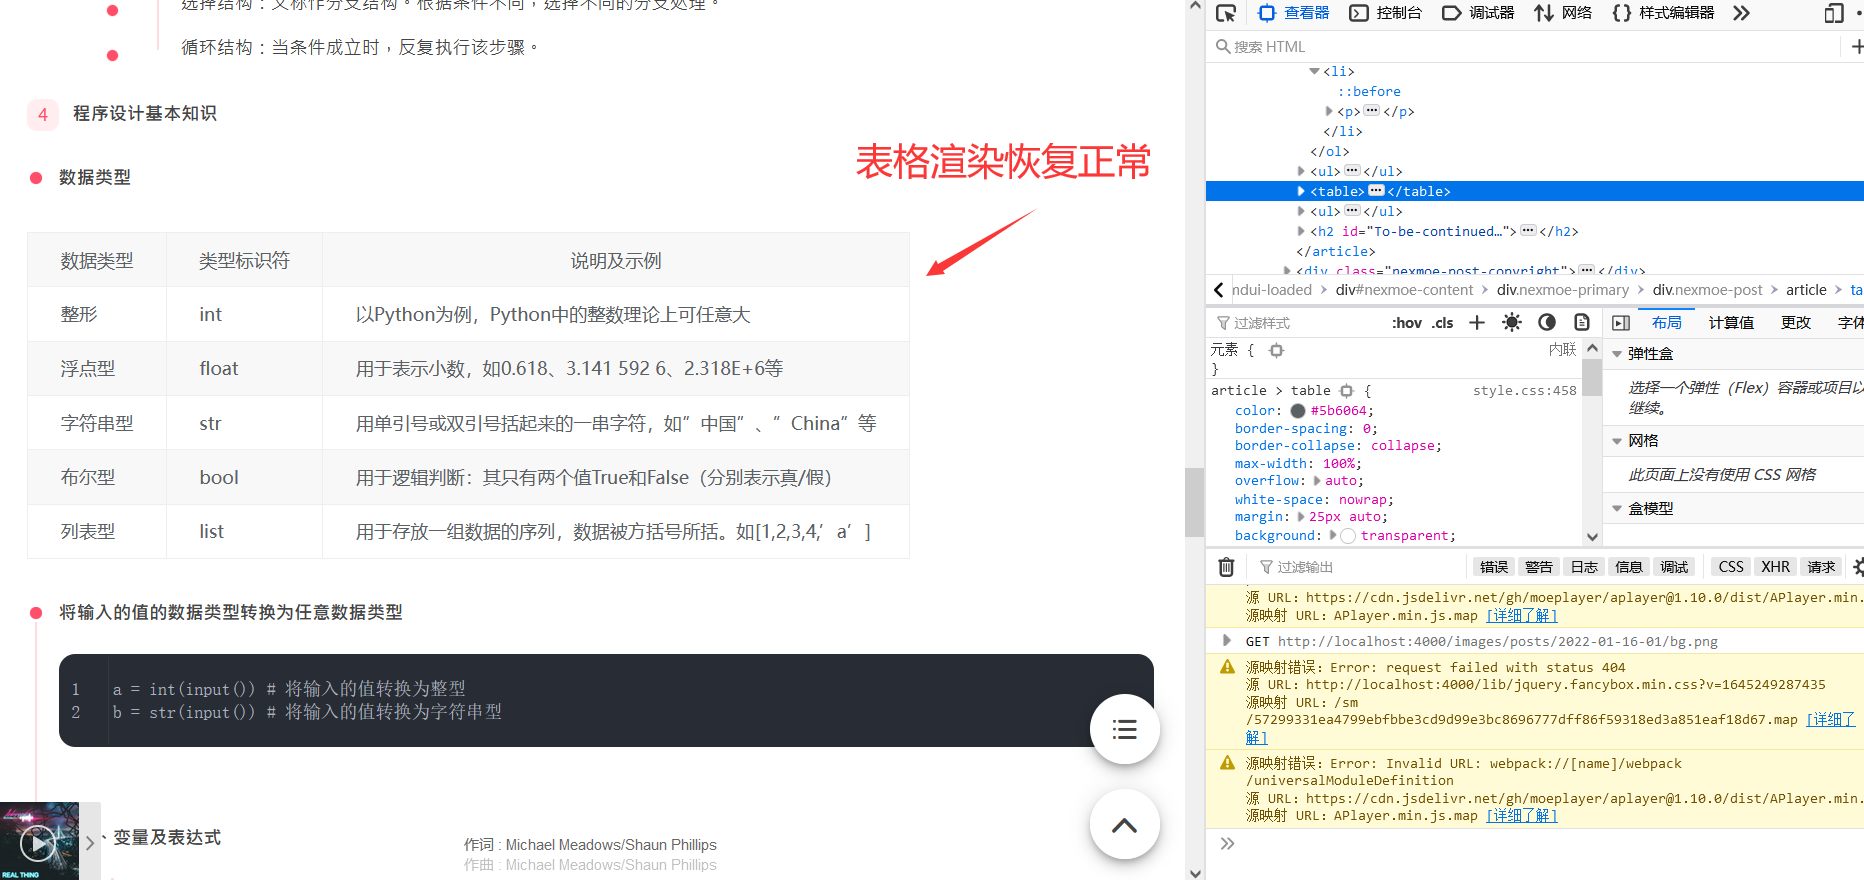 选择结构：又称作分支结构。根据条件不同，选择不同的分支处理。
循环结构：当条件成立时，反复执行该步骤。
4 程序设计基本知识
数据类型
表格渲染恢复正常
数据类型 类型标识符 说明及示例
整形 int 以Python为例，Python中的整数理论上可任意大
浮点型 float 用于表示小数，如0.618、3.141 592 6、2.318E+6等
字符串型 str 用单引号或双引号括起来的一串字符，如”中国”、”China”等
布尔型 bool 用于逻辑判断：其只有两个值True和False（分别表示真/假）
列表型 list 用于存放一组数据的序列，数据被方括号所括。如[1,2,3,4,’a’]
将输入的值的数据类型转换为任意数据类型
1 a = int(input()) # 将输入的值转换为整型
2 b = str(input()) # 将输入的值转换为字符串型
、变量及表达式
REAL THING
作词 : Michael Meadows/Shaun Phillips
作曲 : Michael Meadows/Shaun Phillips
查看器 控制台 调试器 网络 样式编辑器
搜索 HTML
<li>
::before
<p>···</p>
</li>
</ol>
<ul>···</ul>
<table>···</table>
<ul>···</ul>
<h2 id="To-be-continued…">···</h2>
</article>
<div class="nexmoe-post-copyright">···</div>
mdui-loaded > div#nexmoe-content > div.nexmoe-primary > div.nexmoe-post > article > ta
过滤样式 :hov .cls
元素 { 内联
}
article > table { style.css:458
color: #5b6064;
border-spacing: 0;
border-collapse: collapse;
max-width: 100%;
overflow: auto;
white-space: nowrap;
margin: 25px auto;
background: transparent;
布局 计算值 更改 字体
弹性盒
选择一个弹性（Flex）容器或项目以
继续。
网格
此页面上没有使用 CSS 网格
盒模型
过滤输出 错误 警告 日志 信息 调试 CSS XHR 请求
源 URL：https://cdn.jsdelivr.net/gh/moeplayer/aplayer@1.10.0/dist/APlayer.min.
源映射 URL：APlayer.min.js.map [详细了解]
GET http://localhost:4000/images/posts/2022-01-16-01/bg.png
源映射错误：Error: request failed with status 404
源 URL：http://localhost:4000/lib/jquery.fancybox.min.css?v=1645249287435
源映射 URL：/sm
/57299331ea4799ebfbbe3cd9d99e3bc8696777dff86f59318ed3a851eaf18d67.map [详细了
解]
源映射错误：Error: Invalid URL: webpack://[name]/webpack
/universalModuleDefinition
源 URL：https://cdn.jsdelivr.net/gh/moeplayer/aplayer@1.10.0/dist/APlayer.min.
源映射 URL：APlayer.min.js.map [详细了解]